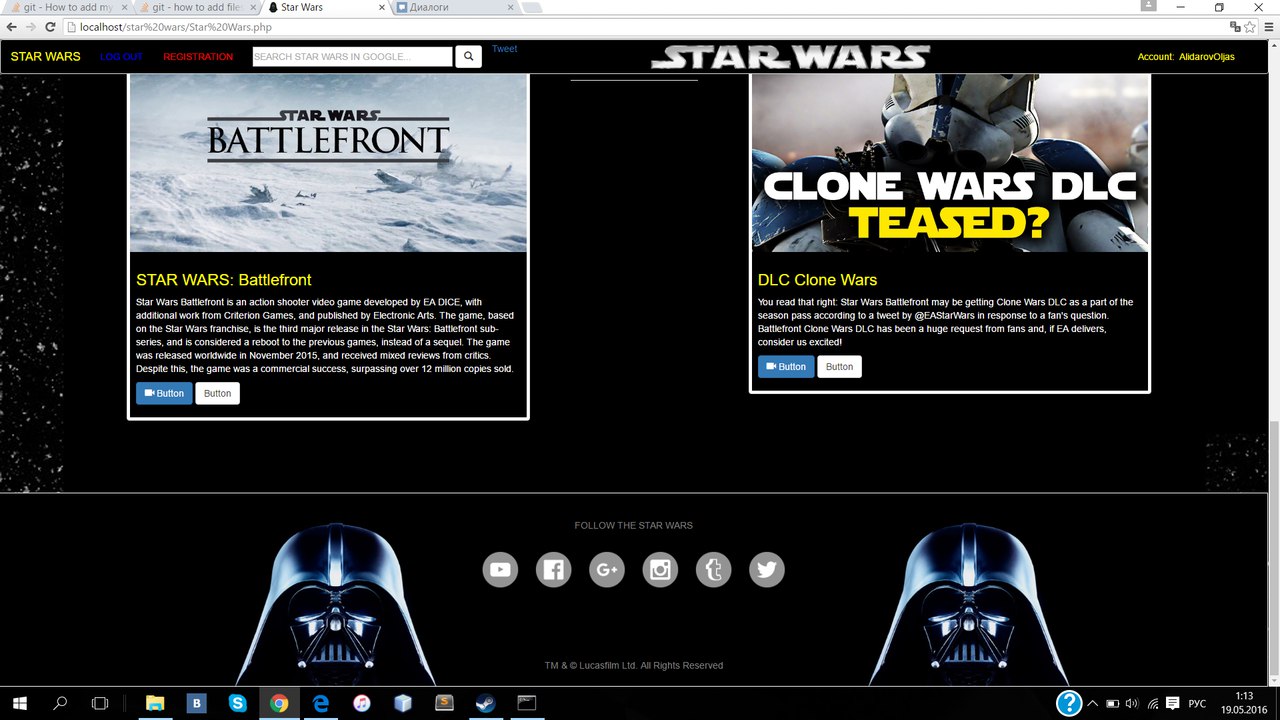 git - How to add my
git - how to add file
Star Wars
Диалоги
localhost/star%20wars/Star%20Wars.php
STAR WARS
LOG OUT
REGISTRATION
SEARCH STAR WARS IN GOOGLE...
Tweet
STAR WARS
Account: AlidarovOljas
STAR WARS
BATTLEFRONT
STAR WARS: Battlefront
Star Wars Battlefront is an action shooter video game developed by EA DICE, with
additional work from Criterion Games, and published by Electronic Arts. The game, based
on the Star Wars franchise, is the third major release in the Star Wars: Battlefront sub-
series, and is considered a reboot to the previous games, instead of a sequel. The game
was released worldwide in November 2015, and received mixed reviews from critics.
Despite this, the game was a commercial success, surpassing over 12 million copies sold.
Button
Button
CLONE WARS DLC
TEASED?
DLC Clone Wars
You read that right: Star Wars Battlefront may be getting Clone Wars DLC as a part of the
season pass according to a tweet by @EAStarWars in response to a fan's question.
Battlefront Clone Wars DLC has been a huge request from fans and, if EA delivers,
consider us excited!
Button
Button
FOLLOW THE STAR WARS
TM & © Lucasfilm Ltd. All Rights Reserved
РУС
1:13
19.05.2016